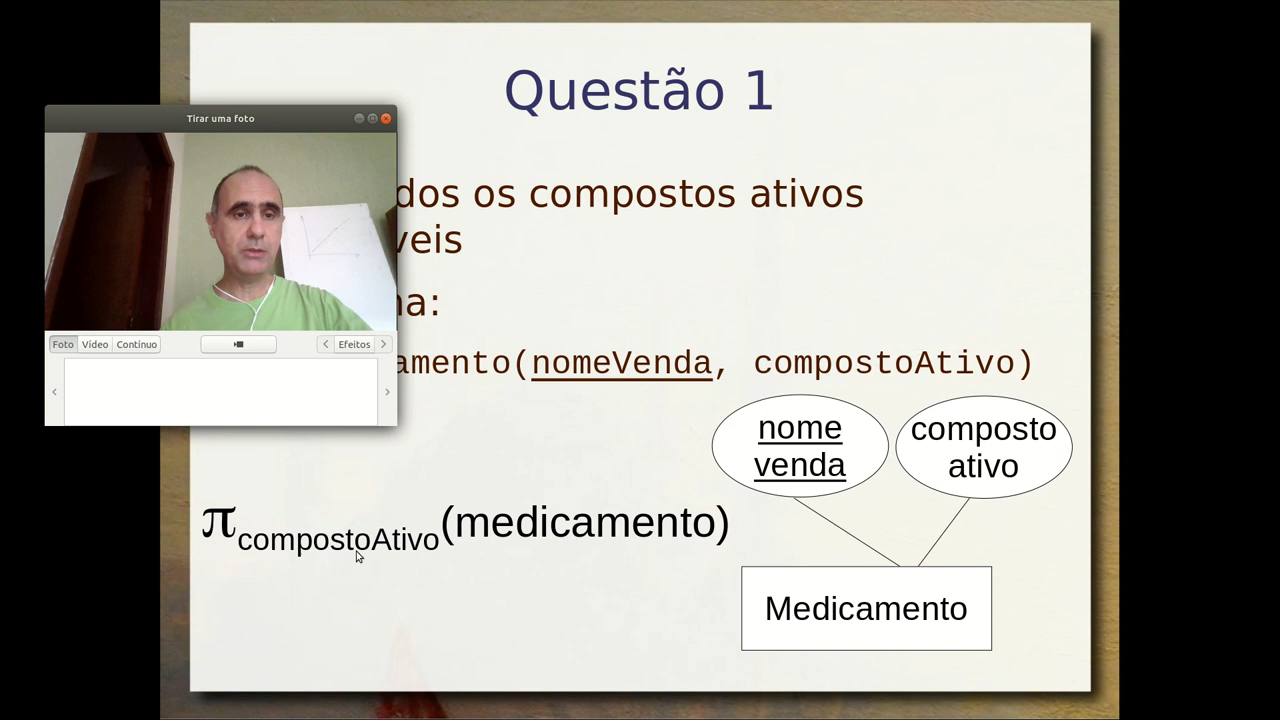 Questão 1
Tirar uma foto
dos os compostos ativos
veis
na:
amento(nomeVenda, compostoAtivo)
Foto Vídeo Contínuo Efeitos
nome
venda
composto
ativo
πcompostoAtivo(medicamento)
Medicamento